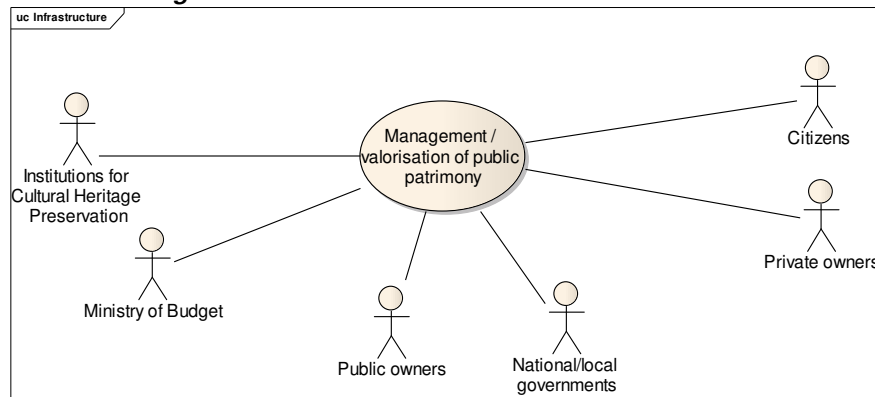 uc Infrastructure
Management /
valorisation of public
patrimony
Citizens
Institutions for
Cultural Heritage
Preservation
Private owners
Ministry of Budget
Public owners
National/local
governments